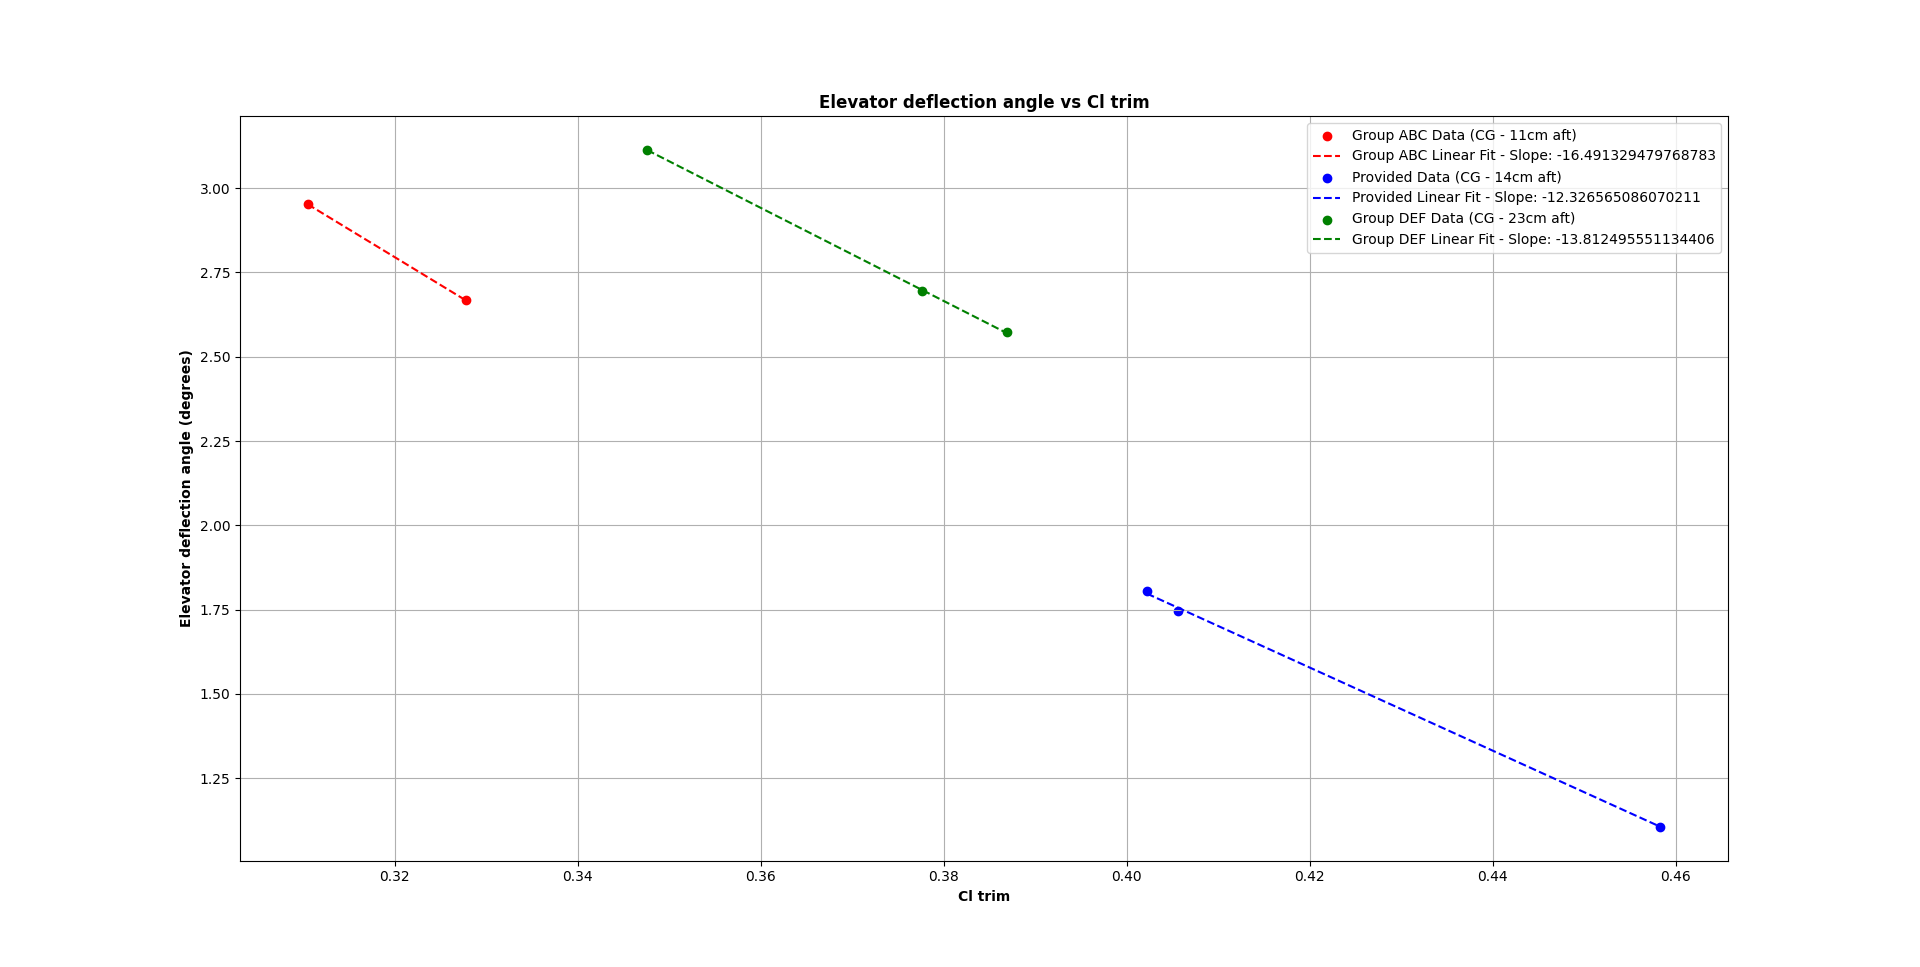 Elevator deflection angle vs Cl trim
Group ABC Data (CG - 11cm aft)
Group ABC Linear Fit - Slope: -16.491329479768783
Provided Data (CG - 14cm aft)
Provided Linear Fit - Slope: -12.326565086070211
Group DEF Data (CG - 23cm aft)
Group DEF Linear Fit - Slope: -13.812495551134406
Elevator deflection angle (degrees)
3.00
2.75
2.50
2.25
2.00
1.75
1.50
1.25
0.32 0.34 0.36 0.38 0.40 0.42 0.44 0.46
Cl trim